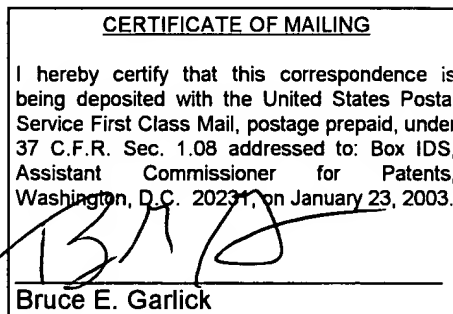 CERTIFICATE OF MAILING
I hereby certify that this correspondence is
being deposited with the United States Posta
Service First Class Mail, postage prepaid, under
37 C.F.R. Sec. 1.08 addressed to: Box IDS,
Assistant Commissioner for Patents,
Washington, D.C. 20231, on January 23, 2003.
Bruce E. Garlick